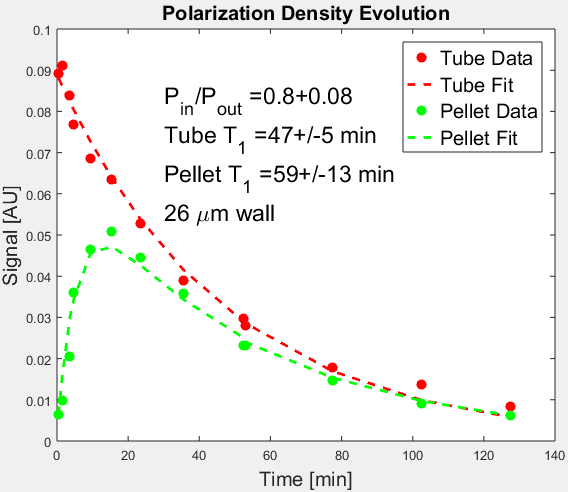 Polarization Density Evolution
Signal [AU]
0.1
0.09
0.08
0.07
0.06
0.05
0.04
0.03
0.02
0.01
0
P_in/P_out =0.8+0.08
Tube T_1 =47+/-5 min
Pellet T_1 =59+/-13 min
26 μm wall
Tube Data
Tube Fit
Pellet Data
Pellet Fit
0 20 40 60 80 100 120 140
Time [min]